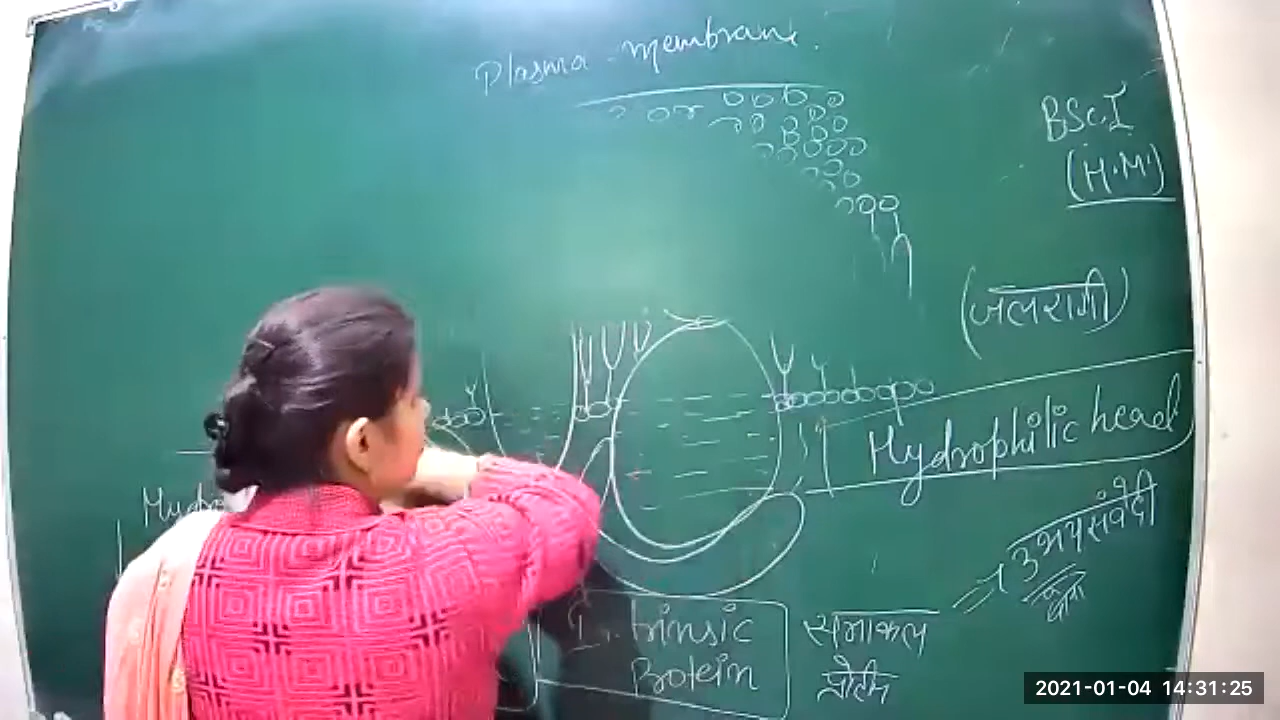 Plasma-membrane.
BSc.I
(H.M.)
(जलरागी)
Hydrophilic head
उभयसंवेदी
Intrinsic
Protein
समाकल
प्रोटीन
2021-01-04 14:31:25